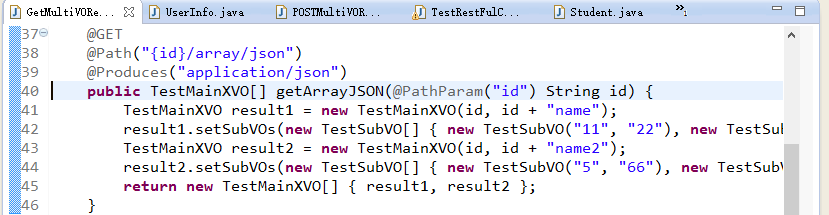 GetMultiVORe... UserInfo.java POSTMultiVOR... TestRestFulC... Student.java »1
37 @GET
38 @Path("{id}/array/json")
39 @Produces("application/json")
40 public TestMainXVO[] getArrayJSON(@PathParam("id") String id) {
41 TestMainXVO result1 = new TestMainXVO(id, id + "name");
42 result1.setSubVOs(new TestSubVO[] { new TestSubVO("11", "22"), new TestSub
43 TestMainXVO result2 = new TestMainXVO(id, id + "name2");
44 result2.setSubVOs(new TestSubVO[] { new TestSubVO("5", "66"), new TestSubV
45 return new TestMainXVO[] { result1, result2 };
46 }